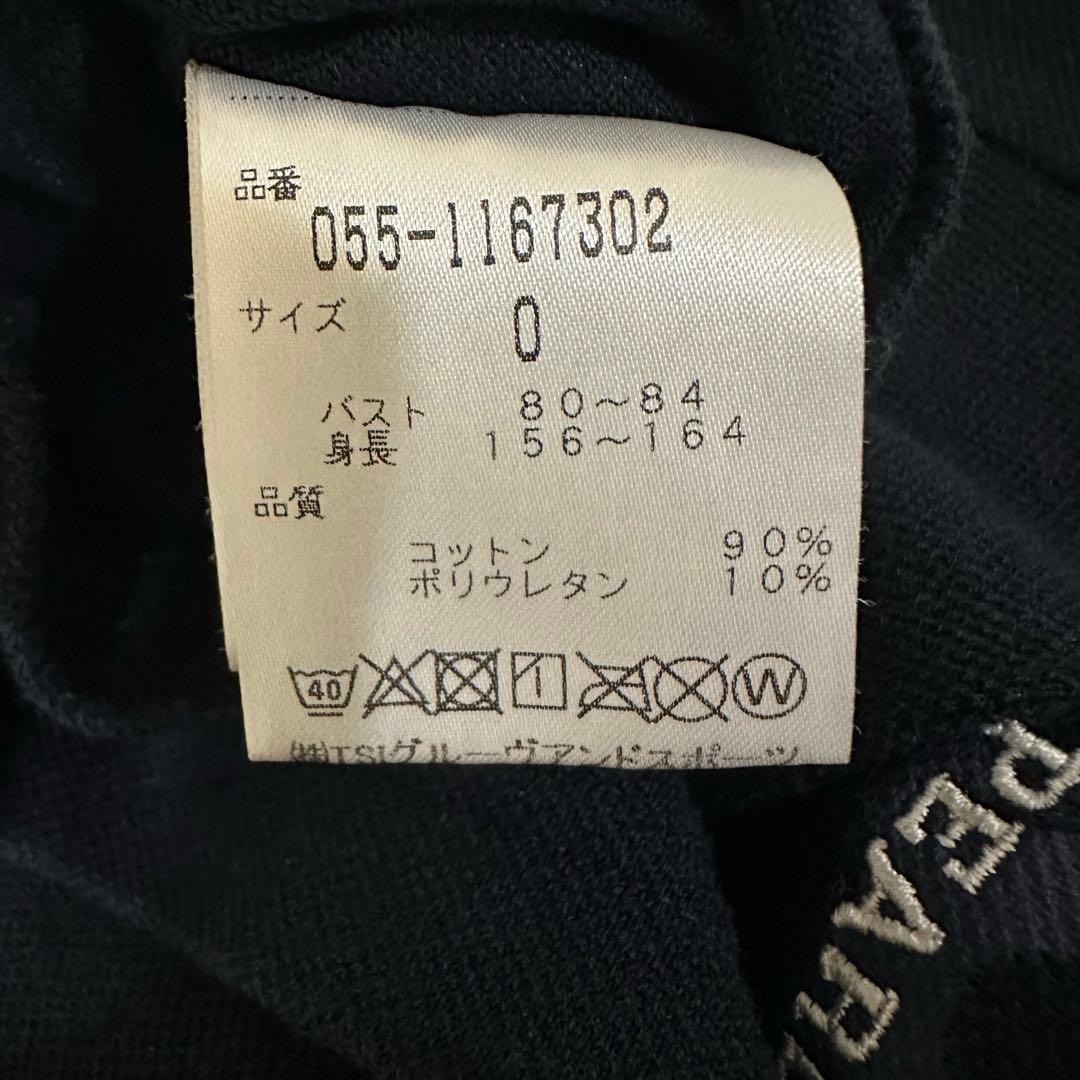 品番
055-1167302
サイズ 0
バスト 80～84
身長 156～164
品質
コットン 90%
ポリウレタン 10%
40 W
㈱TSIグルーヴアンドスポーツ
PEAR